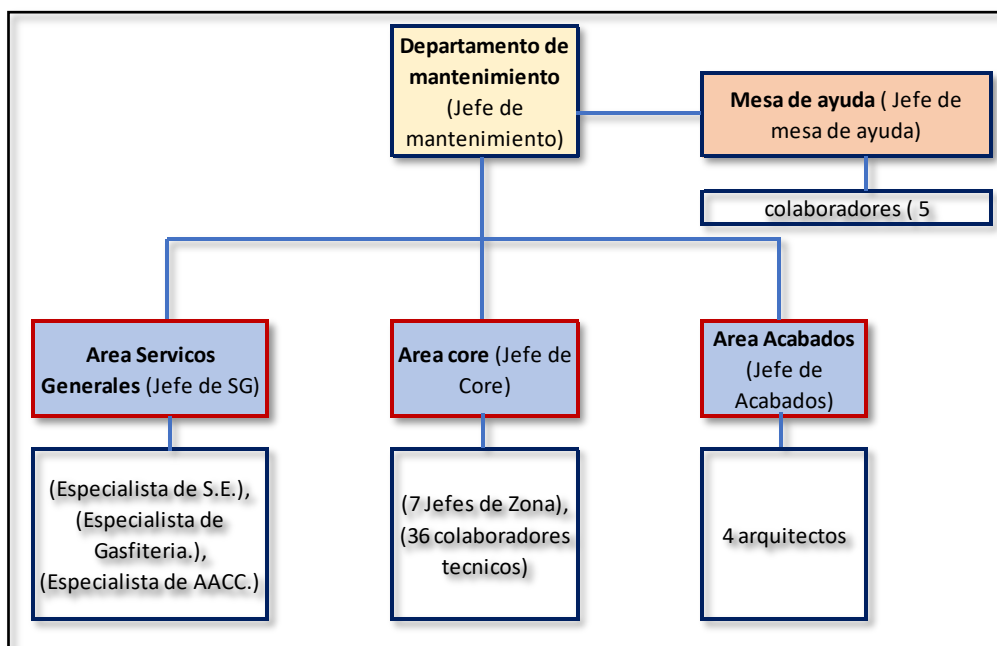 Departamento de
mantenimiento
(Jefe de
mantenimiento)
Mesa de ayuda ( Jefe de
mesa de ayuda)
colaboradores ( 5
Area Servicos
Generales (Jefe de SG)
Area core (Jefe de
Core)
Area Acabados
(Jefe de
Acabados)
(Especialista de S.E.),
(Especialista de
Gasfiteria.),
(Especialista de AACC.)
(7 Jefes de Zona),
(36 colaboradores
tecnicos)
4 arquitectos